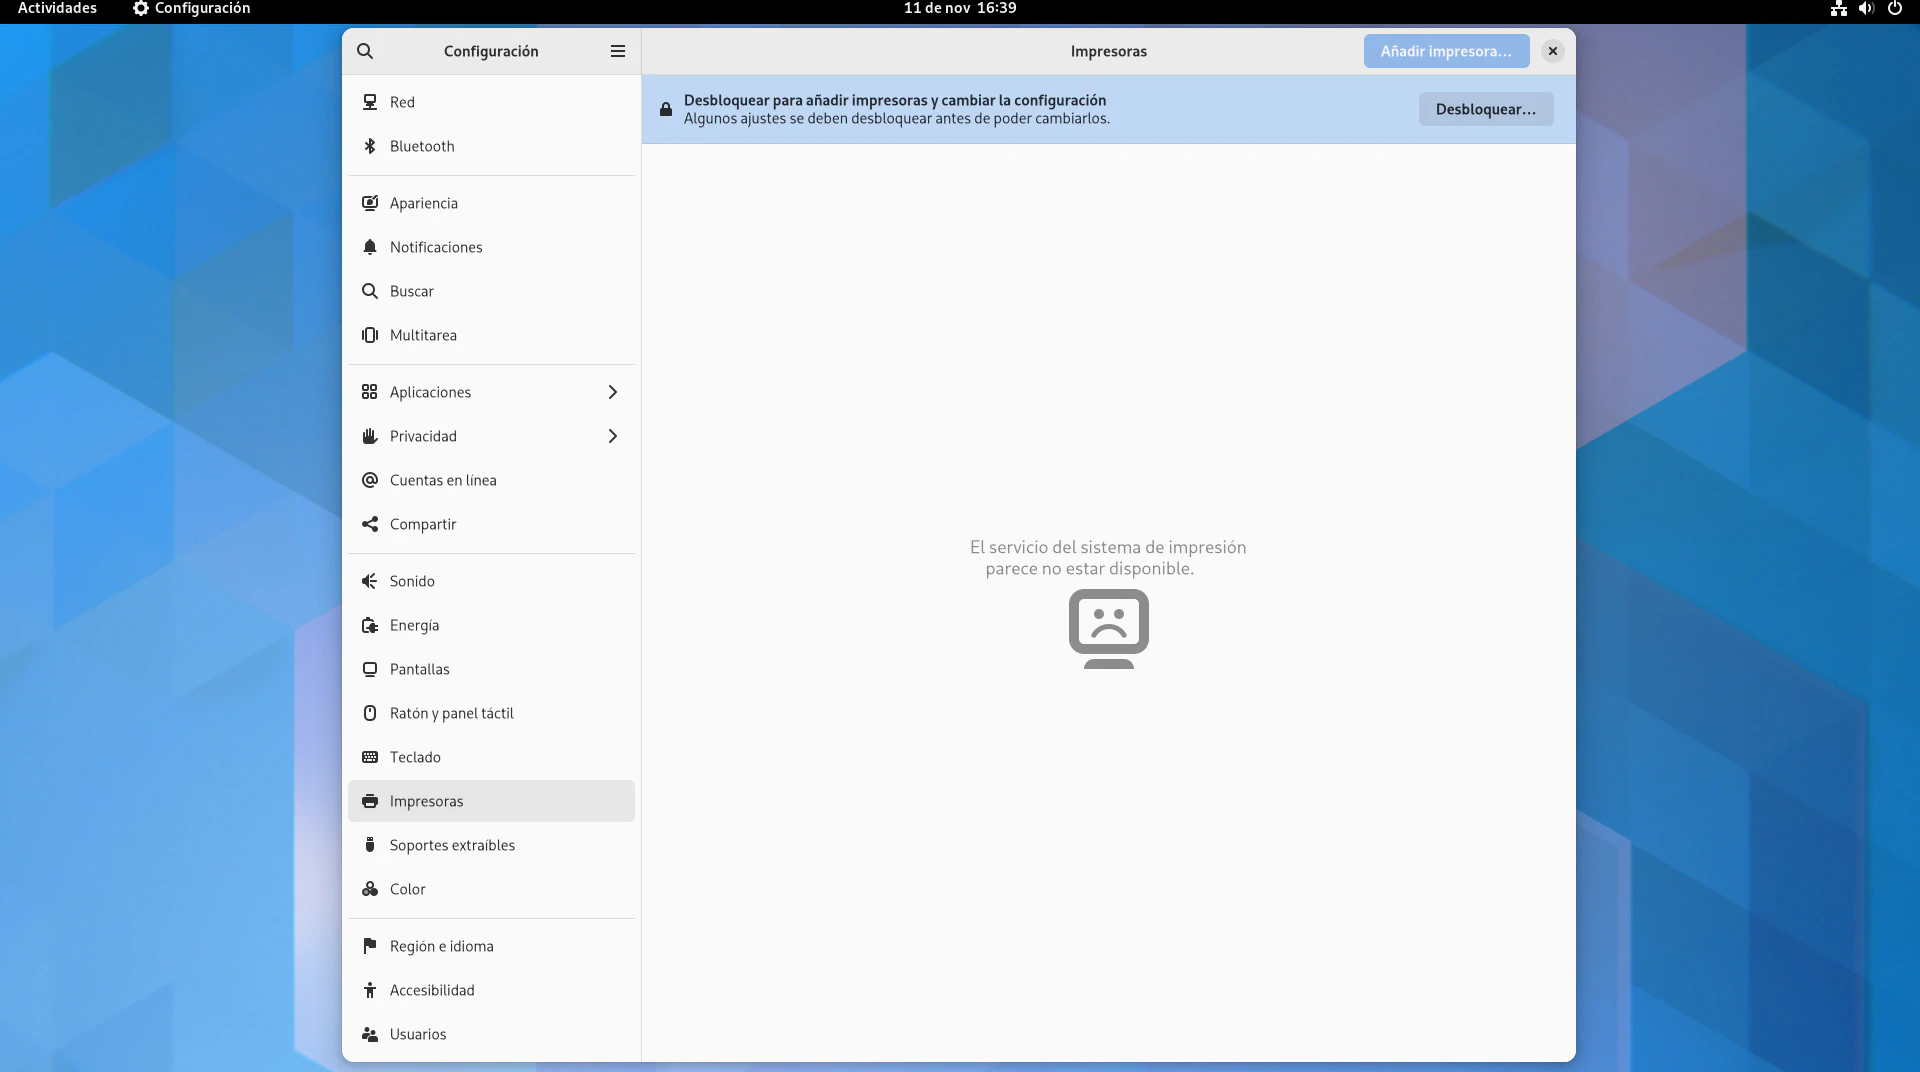 Actividades
Configuración
11 de nov 16:39
Configuración
Impresoras
Añadir impresora…
Desbloquear para añadir impresoras y cambiar la configuración
Algunos ajustes se deben desbloquear antes de poder cambiarlos.
Desbloquear…
Red
Bluetooth
Apariencia
Notificaciones
Buscar
Multitarea
Aplicaciones
Privacidad
Cuentas en línea
Compartir
Sonido
Energía
Pantallas
Ratón y panel táctil
Teclado
Impresoras
Soportes extraíbles
Color
Región e idioma
Accesibilidad
Usuarios
El servicio del sistema de impresión
parece no estar disponible.